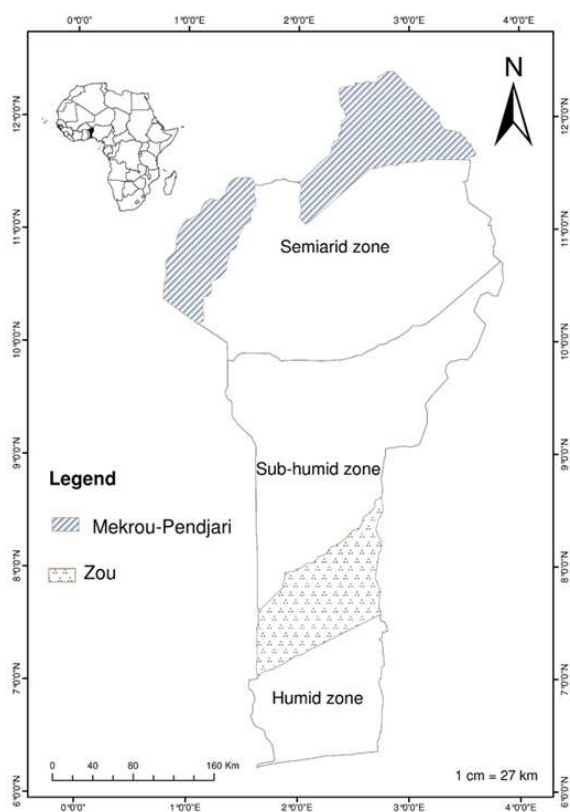 0°0'0" 1°0'0"E 2°0'0"E 3°0'0"E 4°0'0"E
N
12°0'0"N 12°0'0"N
11°0'0"N 11°0'0"N
Semiarid zone
10°0'0"N 10°0'0"N
9°0'0"N 9°0'0"N
Sub-humid zone
Legend
Mekrou-Pendjari
Zou
8°0'0"N 8°0'0"N
7°0'0"N 7°0'0"N
Humid zone
0 40 80 160 Km
1 cm = 27 km
6°0'0"N 6°0'0"N
0°0'0" 1°0'0"E 2°0'0"E 3°0'0"E 4°0'0"E